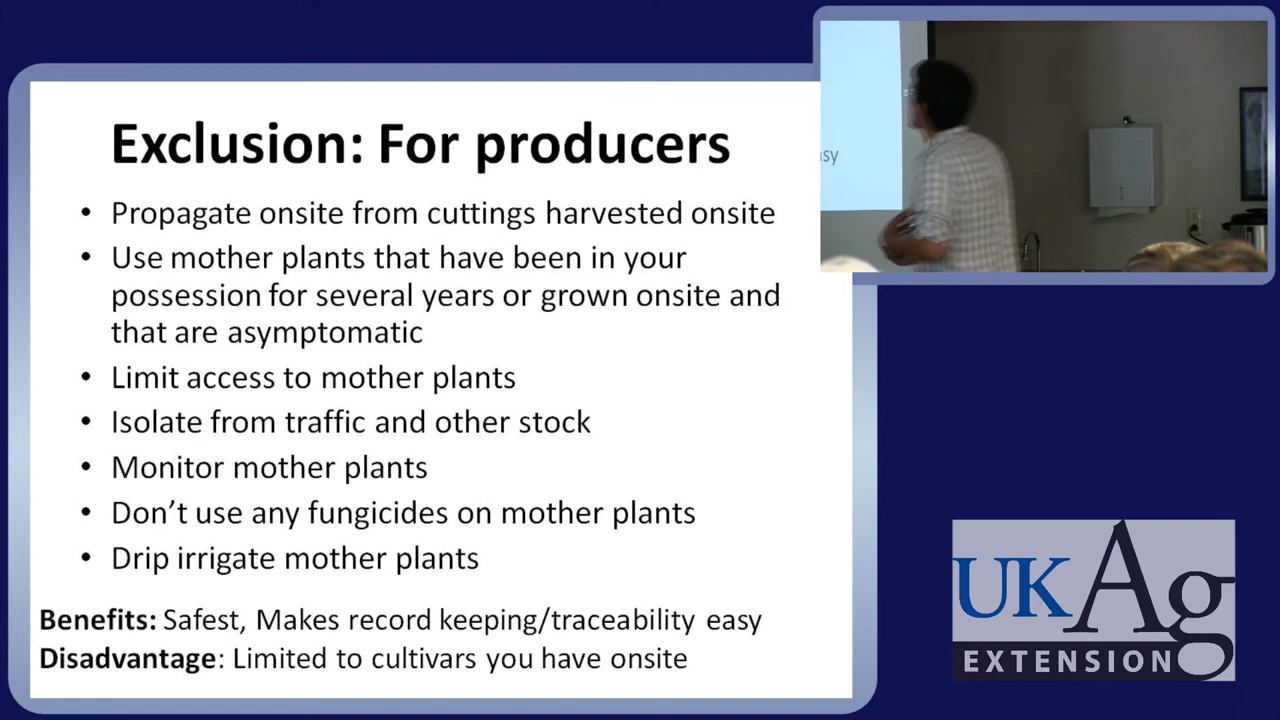 Exclusion: For producers
• Propagate onsite from cuttings harvested onsite
• Use mother plants that have been in your
possession for several years or grown onsite and
that are asymptomatic
• Limit access to mother plants
• Isolate from traffic and other stock
• Monitor mother plants
• Don’t use any fungicides on mother plants
• Drip irrigate mother plants
Benefits: Safest, Makes record keeping/traceability easy
Disadvantage: Limited to cultivars you have onsite
UKAg
EXTENSION